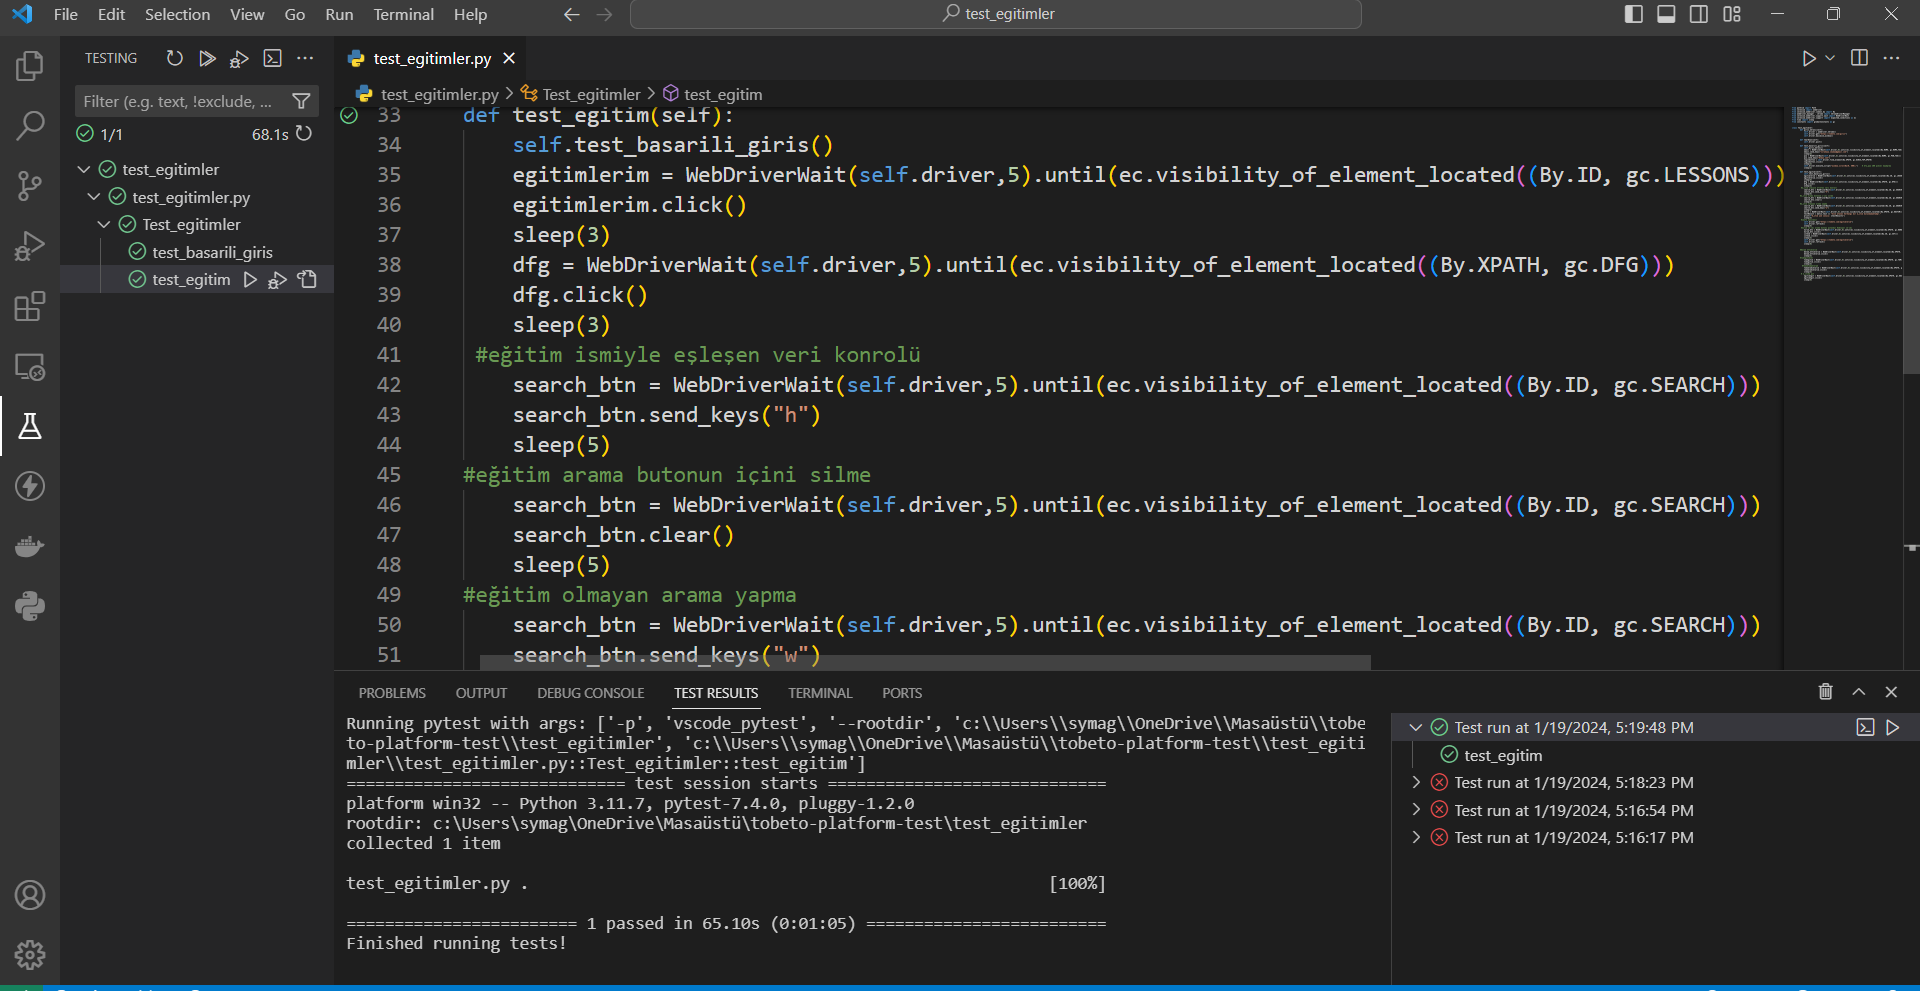 File Edit Selection View Go Run Terminal Help
test_egitimler
TESTING
Filter (e.g. text, !exclude, ...
1/1 68.1s
test_egitimler
test_egitimler.py
Test_egitimler
test_basarili_giris
test_egitim
test_egitimler.py
test_egitimler.py > Test_egitimler > test_egitim
33 def test_egitim(self):
34 self.test_basarili_giris()
35 egitimlerim = WebDriverWait(self.driver,5).until(ec.visibility_of_element_located((By.ID, gc.LESSONS)))
36 egitimlerim.click()
37 sleep(3)
38 dfg = WebDriverWait(self.driver,5).until(ec.visibility_of_element_located((By.XPATH, gc.DFG)))
39 dfg.click()
40 sleep(3)
41 #eğitim ismiyle eşleşen veri konrolü
42 search_btn = WebDriverWait(self.driver,5).until(ec.visibility_of_element_located((By.ID, gc.SEARCH)))
43 search_btn.send_keys("h")
44 sleep(5)
45 #eğitim arama butonun içini silme
46 search_btn = WebDriverWait(self.driver,5).until(ec.visibility_of_element_located((By.ID, gc.SEARCH)))
47 search_btn.clear()
48 sleep(5)
49 #eğitim olmayan arama yapma
50 search_btn = WebDriverWait(self.driver,5).until(ec.visibility_of_element_located((By.ID, gc.SEARCH)))
51 search_btn.send_keys("w")
PROBLEMS OUTPUT DEBUG CONSOLE TEST RESULTS TERMINAL PORTS
Running pytest with args: ['-p', 'vscode_pytest', '--rootdir', 'c:\\Users\\symag\\OneDrive\\Masaüstü\\tobe
to-platform-test\\test_egitimler', 'c:\\Users\\symag\\OneDrive\\Masaüstü\\tobeto-platform-test\\test_egiti
mler\\test_egitimler.py::Test_egitimler::test_egitim']
============================= test session starts =============================
platform win32 -- Python 3.11.7, pytest-7.4.0, pluggy-1.2.0
rootdir: c:\Users\symag\OneDrive\Masaüstü\tobeto-platform-test\test_egitimler
collected 1 item
test_egitimler.py . [100%]
======================== 1 passed in 65.10s (0:01:05) =========================
Finished running tests!
Test run at 1/19/2024, 5:19:48 PM
test_egitim
Test run at 1/19/2024, 5:18:23 PM
Test run at 1/19/2024, 5:16:54 PM
Test run at 1/19/2024, 5:16:17 PM